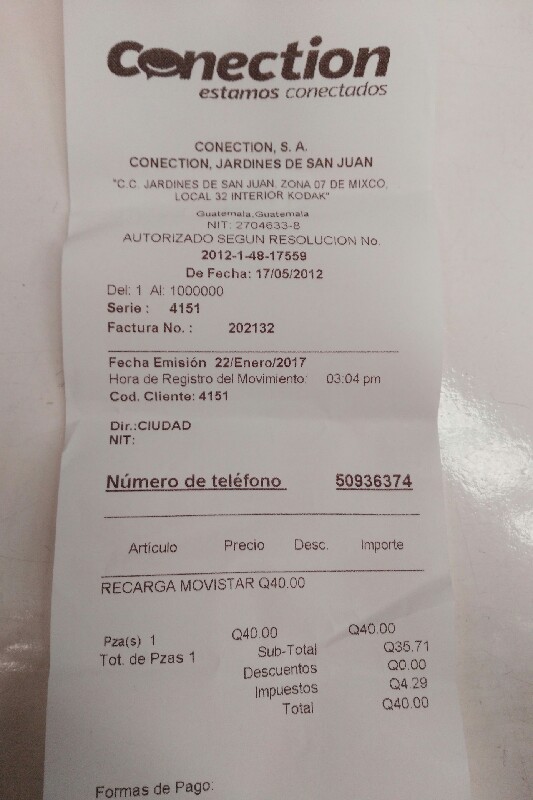 Conection
estamos conectados
CONECTION, S. A.
CONECTION, JARDINES DE SAN JUAN
"C.C. JARDINES DE SAN JUAN. ZONA 07 DE MIXCO,
LOCAL 32 INTERIOR KODAK"
Guatemala,Guatemala
NIT: 2704633-8
AUTORIZADO SEGUN RESOLUCION No.
2012-1-48-17559
De Fecha: 17/05/2012
Del: 1 Al: 1000000
Serie : 4151
Factura No. : 202132
Fecha Emisión 22/Enero/2017
Hora de Registro del Movimiento: 03:04 pm
Cod. Cliente: 4151
Dir.:CIUDAD
NIT:
Número de teléfono 50936374
Artículo Precio Desc. Importe
RECARGA MOVISTAR Q40.00
Pza(s) 1 Q40.00 Q40.00
Tot. de Pzas 1 Sub-Total Q35.71
Descuentos Q0.00
Impuestos Q4.29
Total Q40.00
Formas de Pago: